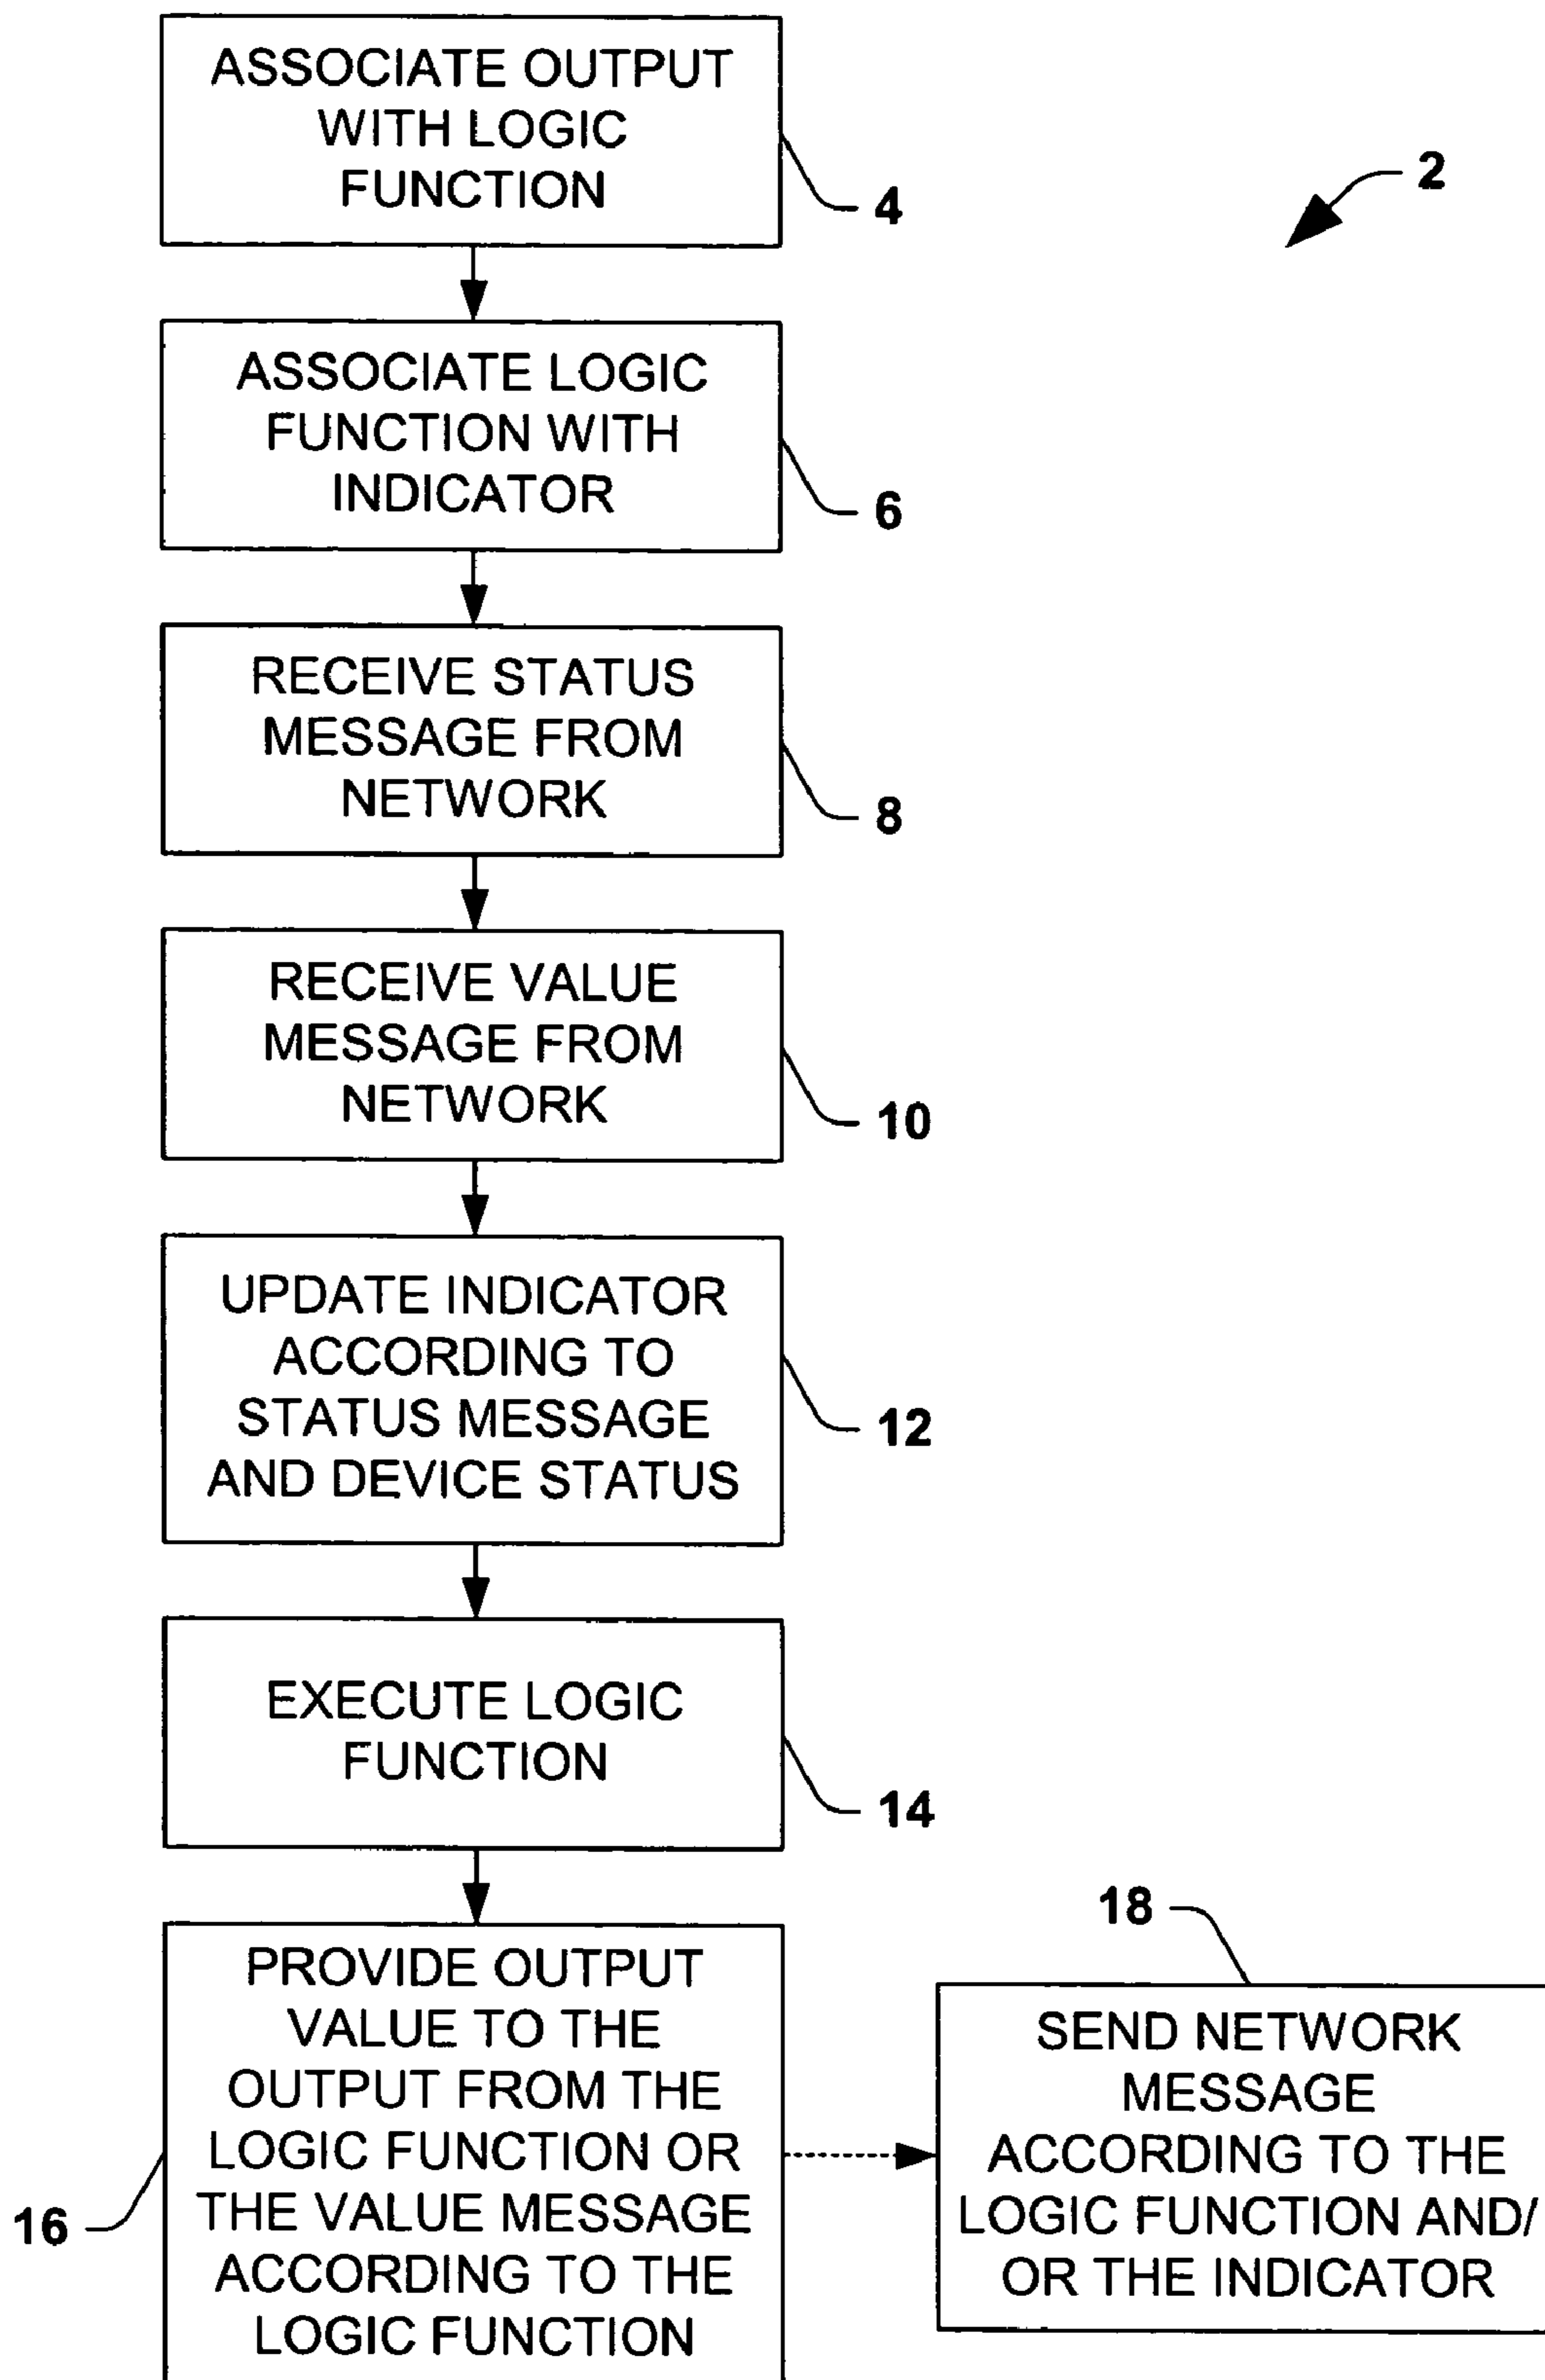 ASSOCIATE OUTPUT
WITH LOGIC
FUNCTION
4
2
ASSOCIATE LOGIC
FUNCTION WITH
INDICATOR
6
RECEIVE STATUS
MESSAGE FROM
NETWORK
8
RECEIVE VALUE
MESSAGE FROM
NETWORK
10
UPDATE INDICATOR
ACCORDING TO
STATUS MESSAGE
AND DEVICE STATUS
12
EXECUTE LOGIC
FUNCTION
14
PROVIDE OUTPUT
VALUE TO THE
OUTPUT FROM THE
LOGIC FUNCTION OR
THE VALUE MESSAGE
ACCORDING TO THE
LOGIC FUNCTION
16
18
SEND NETWORK
MESSAGE
ACCORDING TO THE
LOGIC FUNCTION AND/
OR THE INDICATOR